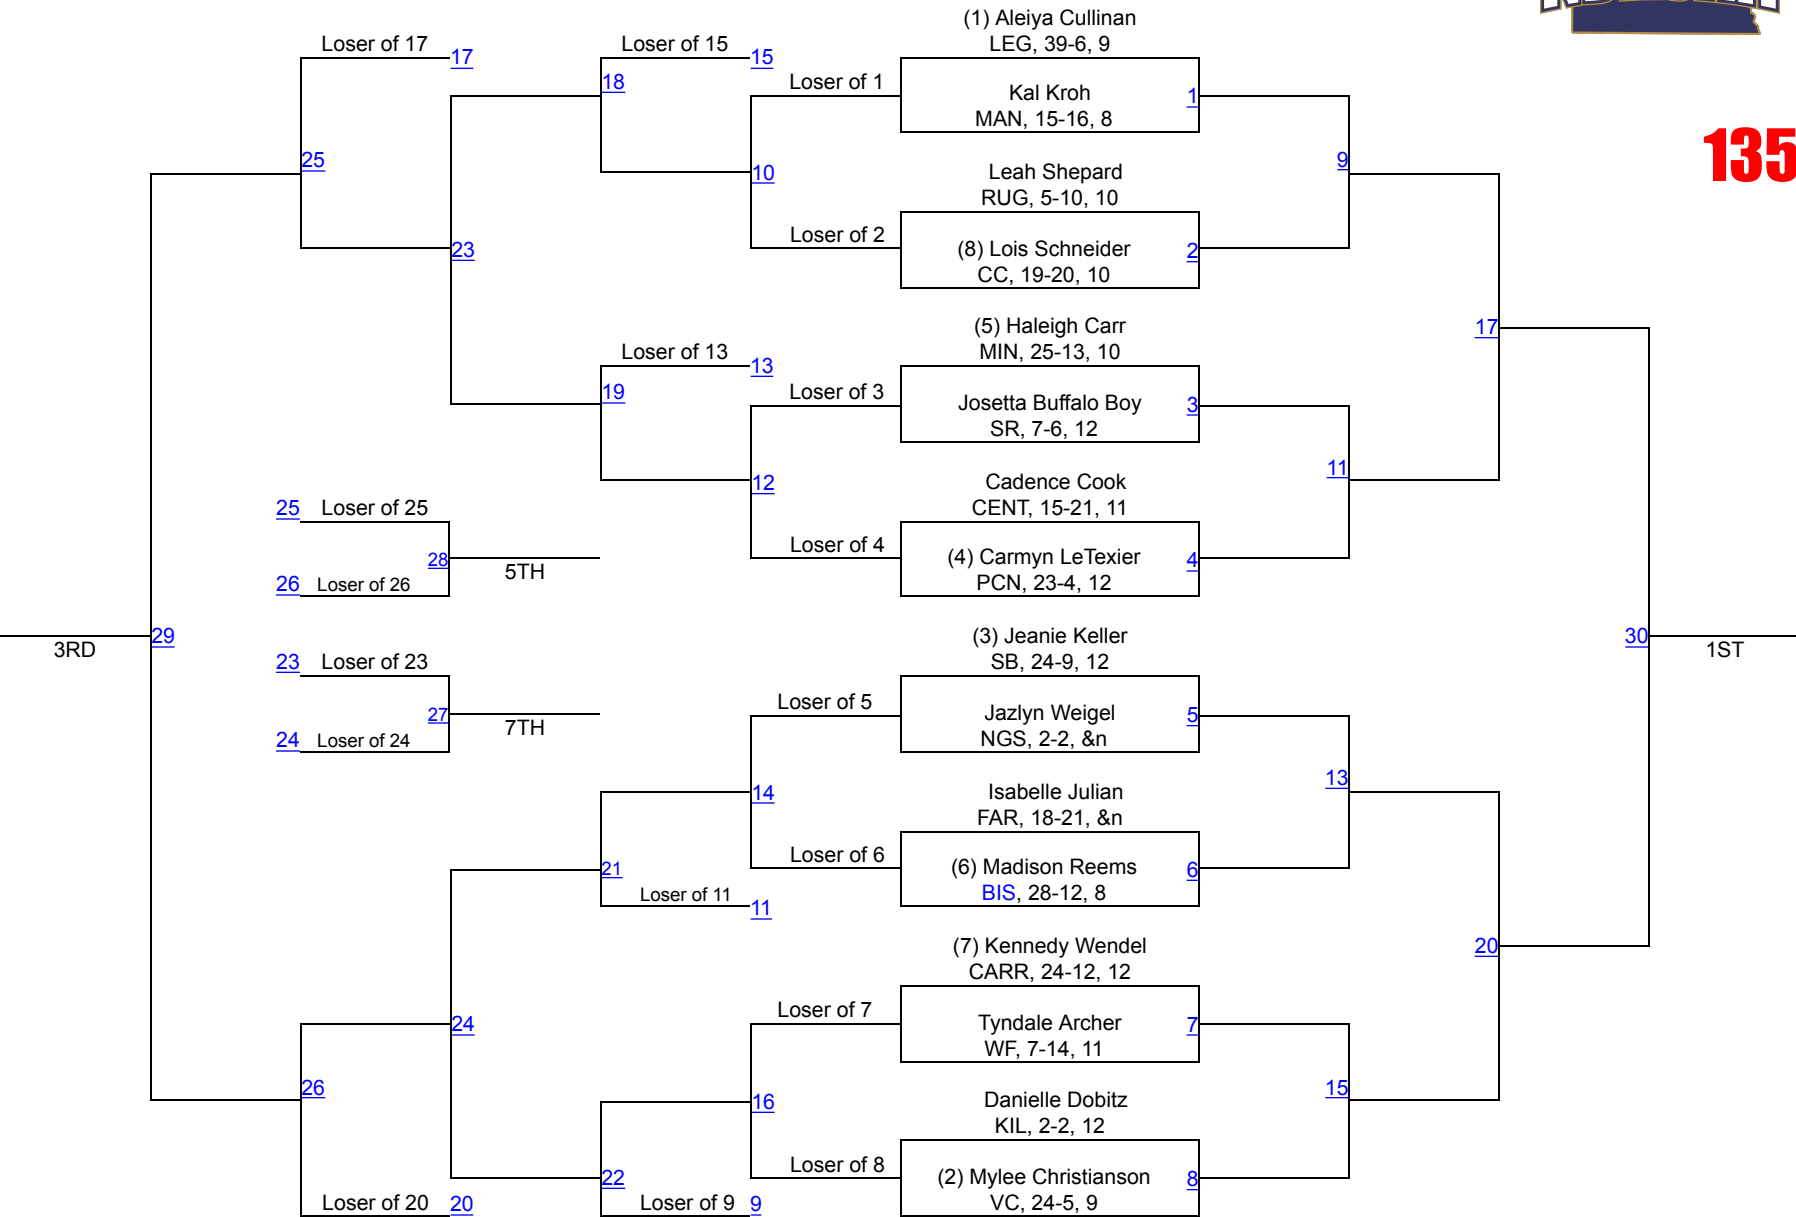 (1) Aleiya Cullinan
LEG, 39-6, 9
Loser of 17
17
Loser of 15
15
18
Loser of 1
Kal Kroh
MAN, 15-16, 8
1
135
25
10
Leah Shepard
RUG, 5-10, 10
9
23
Loser of 2
(8) Lois Schneider
CC, 19-20, 10
2
(5) Haleigh Carr
MIN, 25-13, 10
17
Loser of 13
13
19
Loser of 3
Josetta Buffalo Boy
SR, 7-6, 12
3
12
Cadence Cook
CENT, 15-21, 11
11
25
Loser of 25
28
5TH
26
Loser of 26
Loser of 4
(4) Carmyn LeTexier
PCN, 23-4, 12
4
3RD
29
(3) Jeanie Keller
SB, 24-9, 12
30
1ST
23
Loser of 23
27
7TH
24
Loser of 24
Loser of 5
Jazlyn Weigel
NGS, 2-2, &n
5
14
Isabelle Julian
FAR, 18-21, &n
13
21
Loser of 6
(6) Madison Reems
BIS, 28-12, 8
6
Loser of 11
11
(7) Kennedy Wendel
CARR, 24-12, 12
20
24
Loser of 7
Tyndale Archer
WF, 7-14, 11
7
26
16
Danielle Dobitz
KIL, 2-2, 12
15
22
Loser of 8
(2) Mylee Christianson
VC, 24-5, 9
8
Loser of 20
20
Loser of 9
9